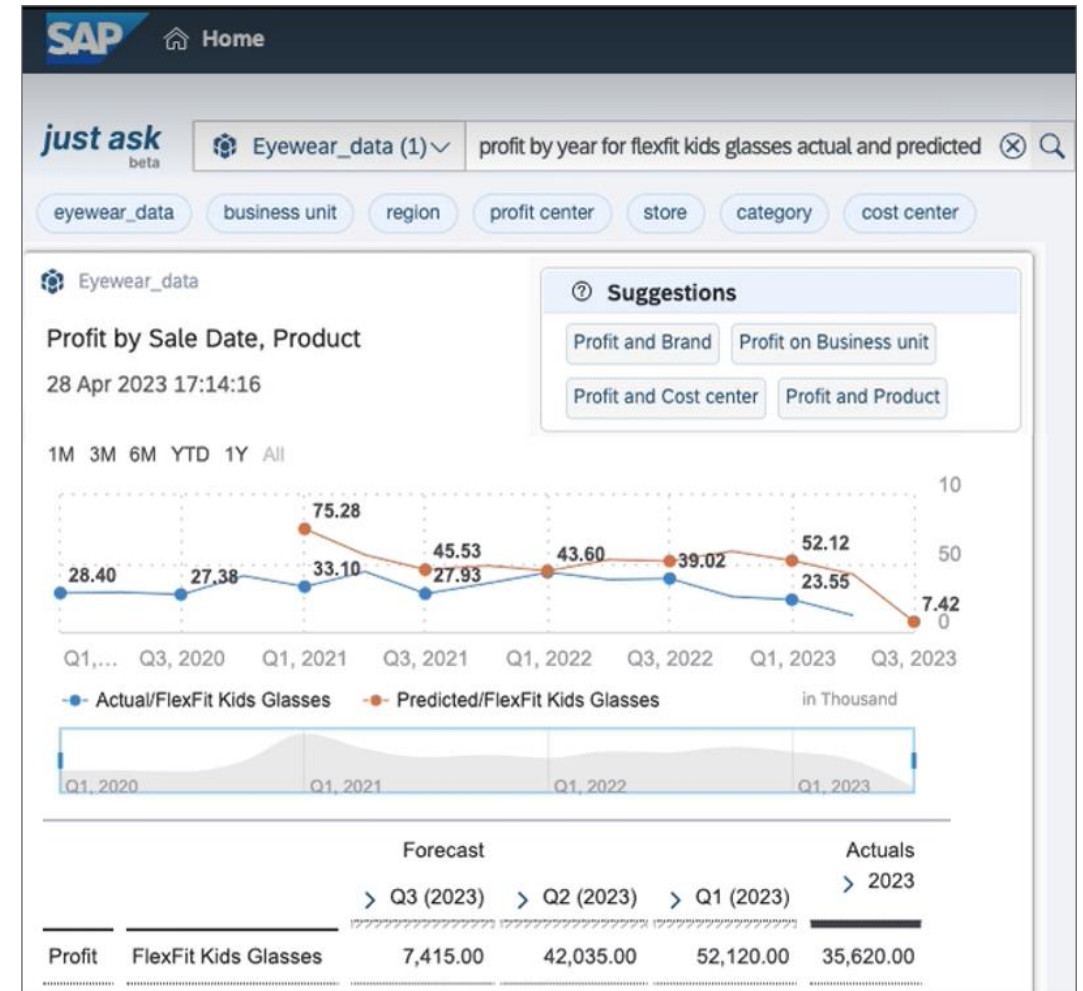 SAP Home
just ask
beta
Eyewear_data (1)
profit by year for flexfit kids glasses actual and predicted
eyewear_data business unit region profit center store category cost center
Eyewear_data
Suggestions
Profit and Brand Profit on Business unit
Profit and Cost center Profit and Product
Profit by Sale Date, Product
28 Apr 2023 17:14:16
1M 3M 6M YTD 1Y All
10
75.28
45.53
43.60
39.02
52.12
50
28.40
27.38
33.10
27.93
23.55
7.42
0
Q1,... Q3, 2020 Q1, 2021 Q3, 2021 Q1, 2022 Q3, 2022 Q1, 2023 Q3, 2023
Actual/FlexFit Kids Glasses Predicted/FlexFit Kids Glasses in Thousand
Q1, 2020 Q1, 2021 Q1, 2022 Q1, 2023
Forecast Actuals
Q3 (2023) Q2 (2023) Q1 (2023) 2023
Profit FlexFit Kids Glasses 7,415.00 42,035.00 52,120.00 35,620.00